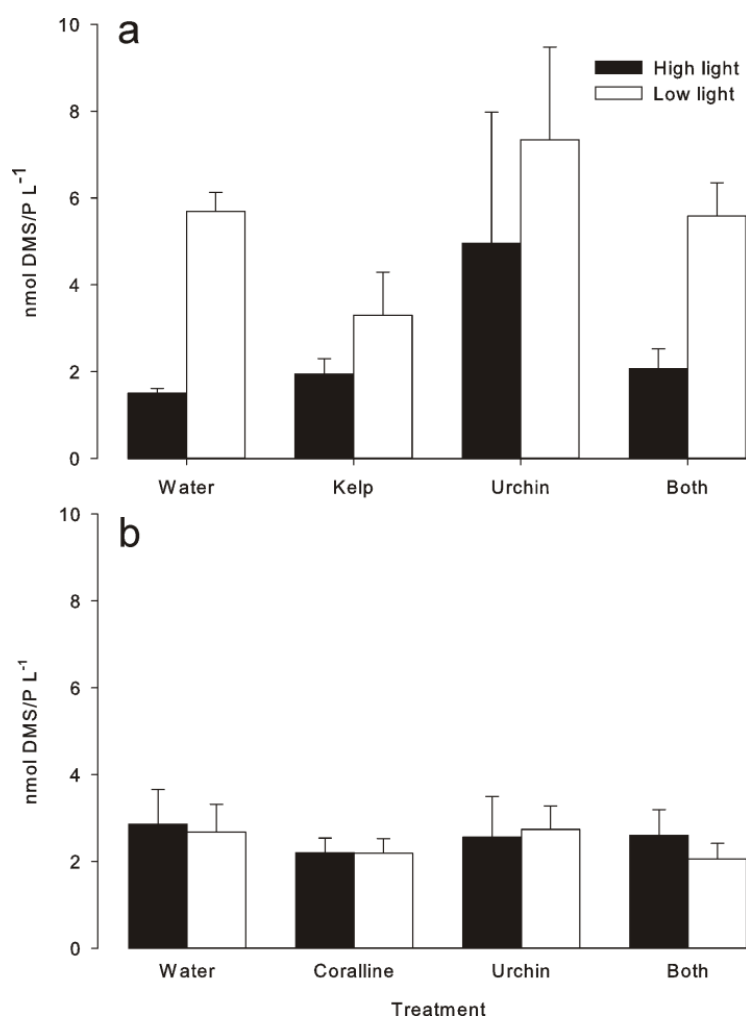 a
10
High light
Low light
8
6
4
2
0
nmol DMS/P L⁻¹
Water Kelp Urchin Both
b
10
8
6
4
2
0
nmol DMS/P L⁻¹
Water Coralline Urchin Both
Treatment